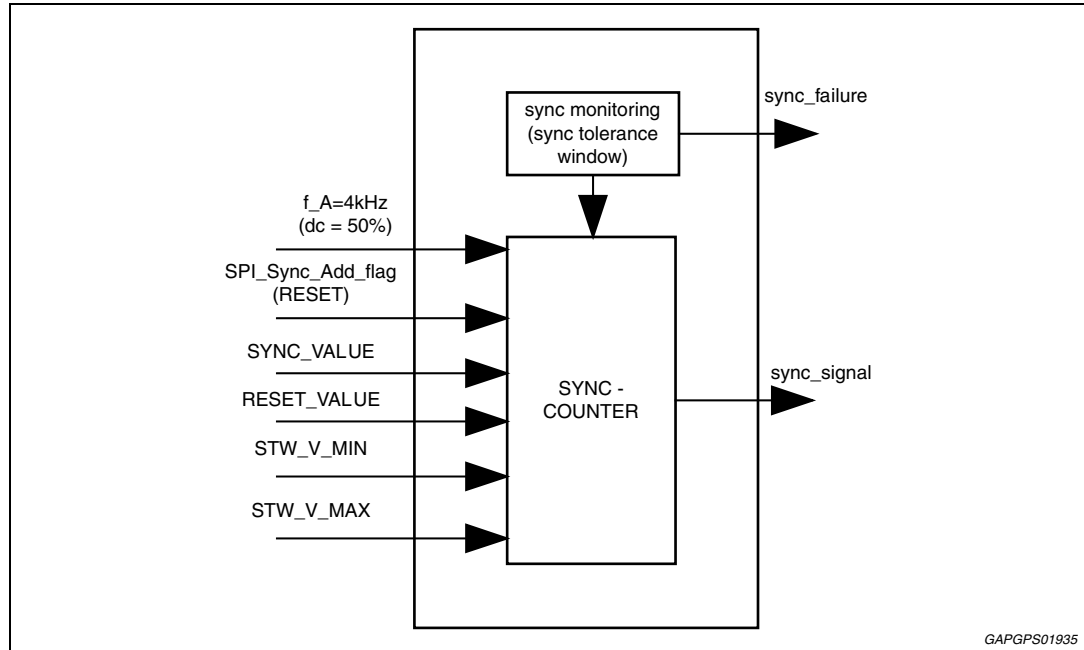 sync monitoring
(sync tolerance
window)
sync_failure
f_A=4kHz
(dc = 50%)
SPI_Sync_Add_flag
(RESET)
SYNC_VALUE
RESET_VALUE
STW_V_MIN
STW_V_MAX
SYNC -
COUNTER
sync_signal
GAPGPS01935